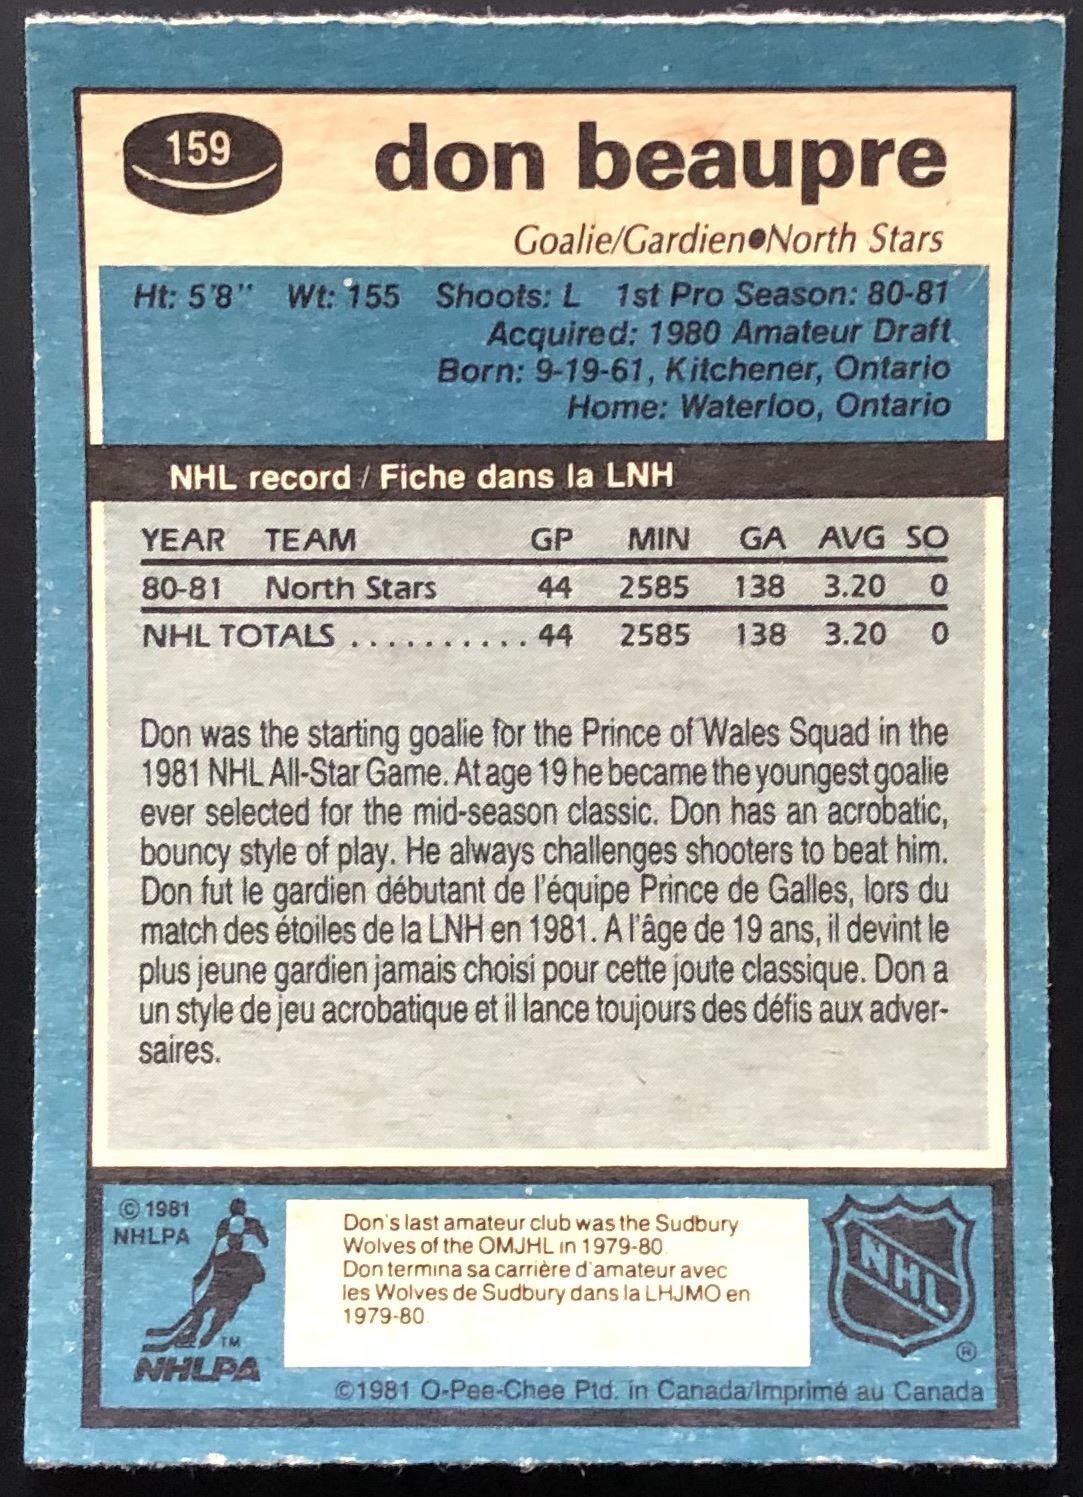 159
don beaupre
Goalie/Gardien●North Stars
Ht: 5'8" Wt: 155 Shoots: L 1st Pro Season: 80-81
Acquired: 1980 Amateur Draft
Born: 9-19-61, Kitchener, Ontario
Home: Waterloo, Ontario
NHL record / Fiche dans la LNH
YEAR TEAM GP MIN GA AVG SO
80-81 North Stars 44 2585 138 3.20 0
NHL TOTALS .......... 44 2585 138 3.20 0
Don was the starting goalie for the Prince of Wales Squad in the
1981 NHL All-Star Game. At age 19 he became the youngest goalie
ever selected for the mid-season classic. Don has an acrobatic,
bouncy style of play. He always challenges shooters to beat him.
Don fut le gardien débutant de l'équipe Prince de Galles, lors du
match des étoiles de la LNH en 1981. A l'âge de 19 ans, il devint le
plus jeune gardien jamais choisi pour cette joute classique. Don a
un style de jeu acrobatique et il lance toujours des défis aux adver-
saires.
© 1981
NHLPA
TM
NHLPA
Don's last amateur club was the Sudbury
Wolves of the OMJHL in 1979-80.
Don termina sa carrière d'amateur avec
les Wolves de Sudbury dans la LHJMO en
1979-80.
NHL
®
©1981 O-Pee-Chee Ptd. in Canada/Imprimé au Canada